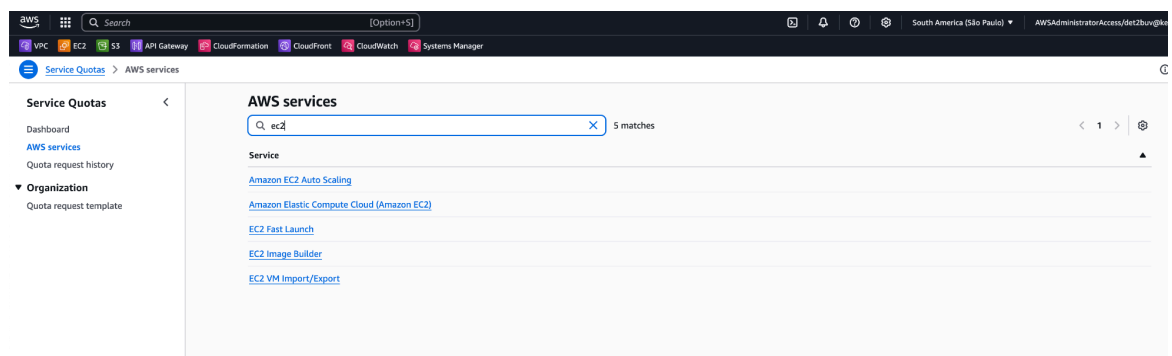 aws Search [Option+S] South America (São Paulo) ▼ AWSAdministratorAccess/det2buv@ke
VPC EC2 S3 API Gateway CloudFormation CloudFront CloudWatch Systems Manager
Service Quotas > AWS services
Service Quotas
Dashboard
AWS services
Quota request history
▼ Organization
Quota request template
AWS services
ec2 5 matches < 1 >
Service
Amazon EC2 Auto Scaling
Amazon Elastic Compute Cloud (Amazon EC2)
EC2 Fast Launch
EC2 Image Builder
EC2 VM Import/Export